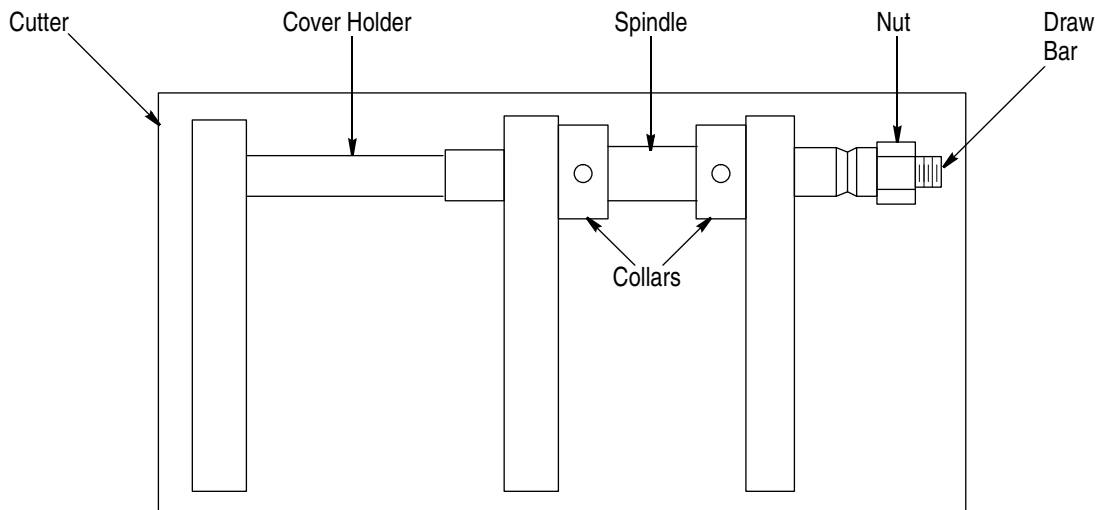 Cutter
Cover Holder
Spindle
Nut
Draw
Bar
Collars